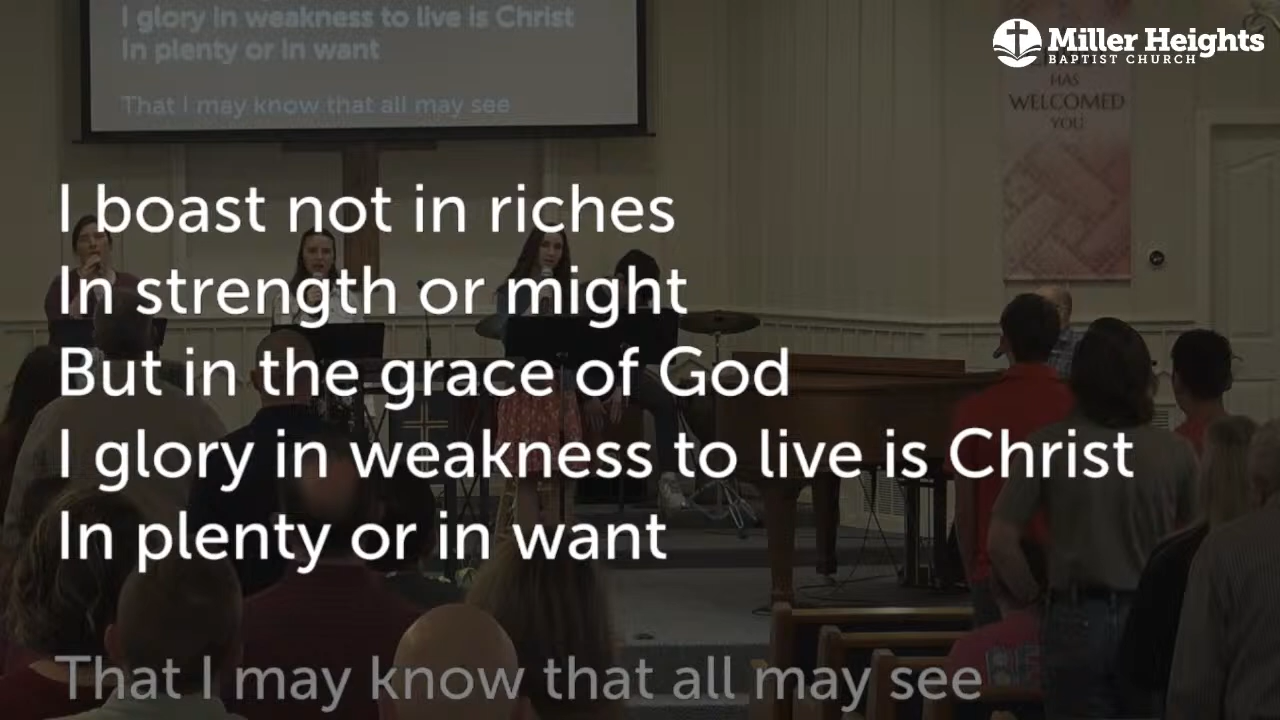 I glory in weakness to live is Christ
In plenty or in want
That I may know that all may see
Miller Heights
BAPTIST CHURCH
HAS
WELCOMED
YOU
I boast not in riches
In strength or might
But in the grace of God
I glory in weakness to live is Christ
In plenty or in want
That I may know that all may see